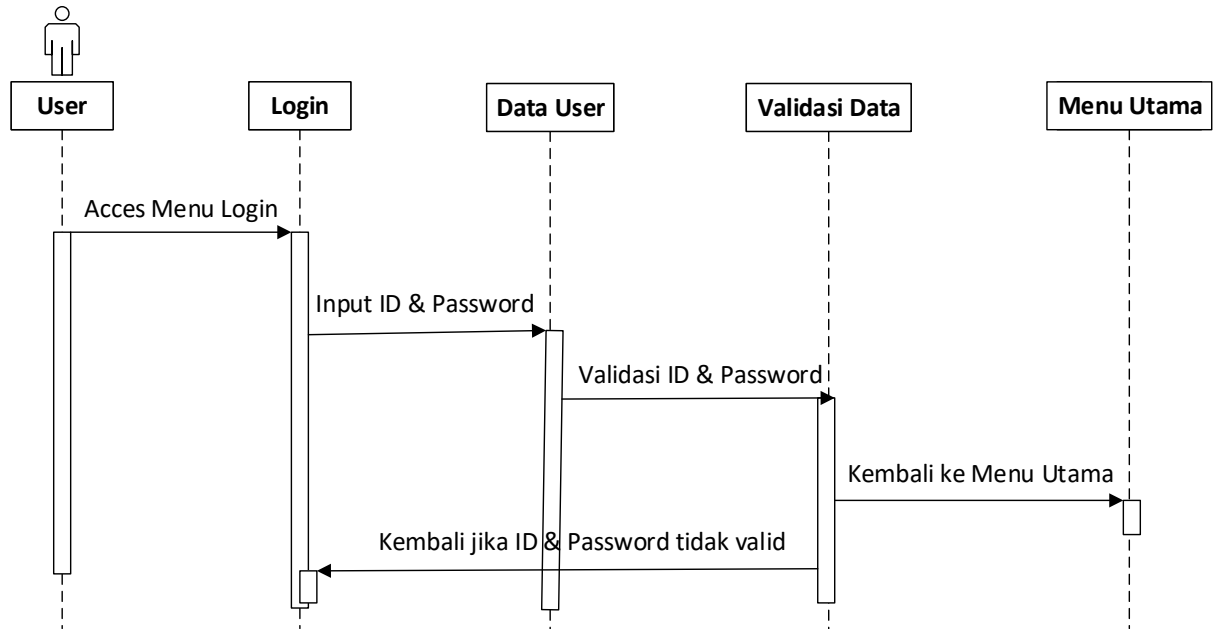 User
Login
Data User
Validasi Data
Menu Utama
Acces Menu Login
Input ID & Password
Validasi ID & Password
Kembali ke Menu Utama
Kembali jika ID & Password tidak valid